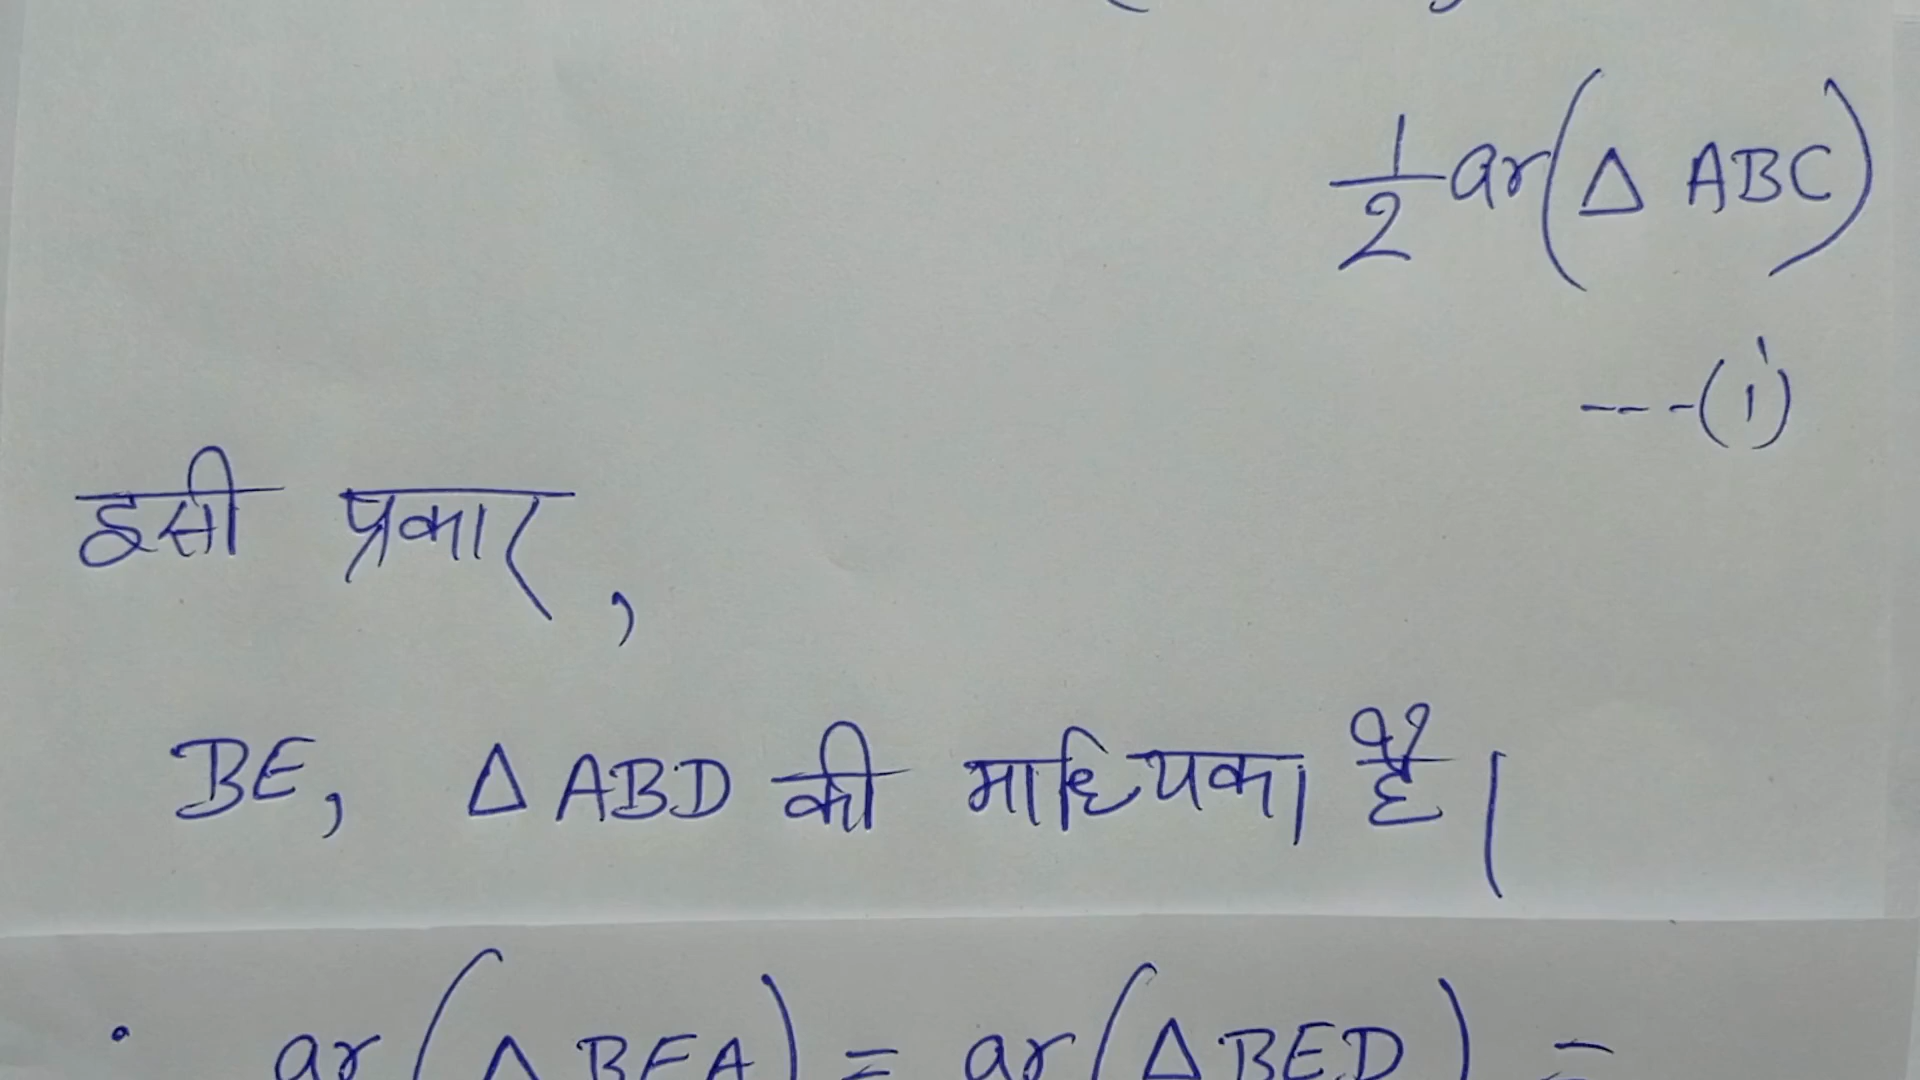 1/2 ar(Δ ABC)
---(i)
इसी प्रकार,
BE, Δ ABD की माध्यिका है।
ar(Δ BEA) = ar(Δ BED) =